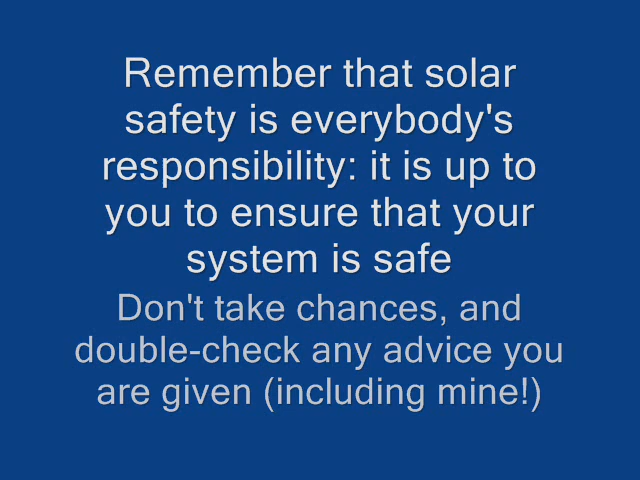 Remember that solar
safety is everybody's
responsibility: it is up to
you to ensure that your
system is safe
Don't take chances, and
double-check any advice you
are given (including mine!)